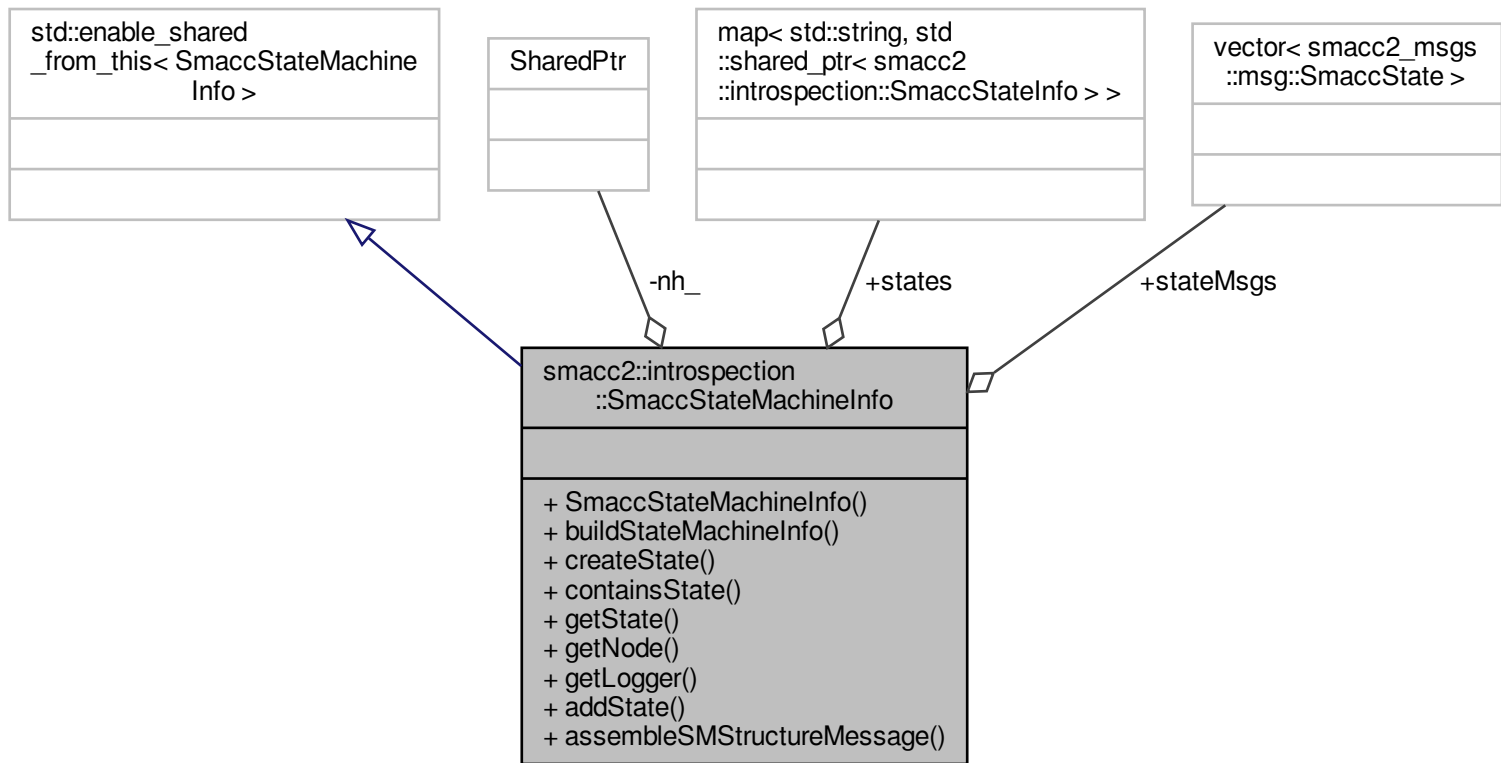 std::enable_shared
_from_this< SmaccStateMachine
Info >
SharedPtr
map< std::string, std
::shared_ptr< smacc2
::introspection::SmaccStateInfo > >
vector< smacc2_msgs
::msg::SmaccState >
-nh_
+states
+stateMsgs
smacc2::introspection
::SmaccStateMachineInfo
+ SmaccStateMachineInfo()
+ buildStateMachineInfo()
+ createState()
+ containsState()
+ getState()
+ getNode()
+ getLogger()
+ addState()
+ assembleSMStructureMessage()